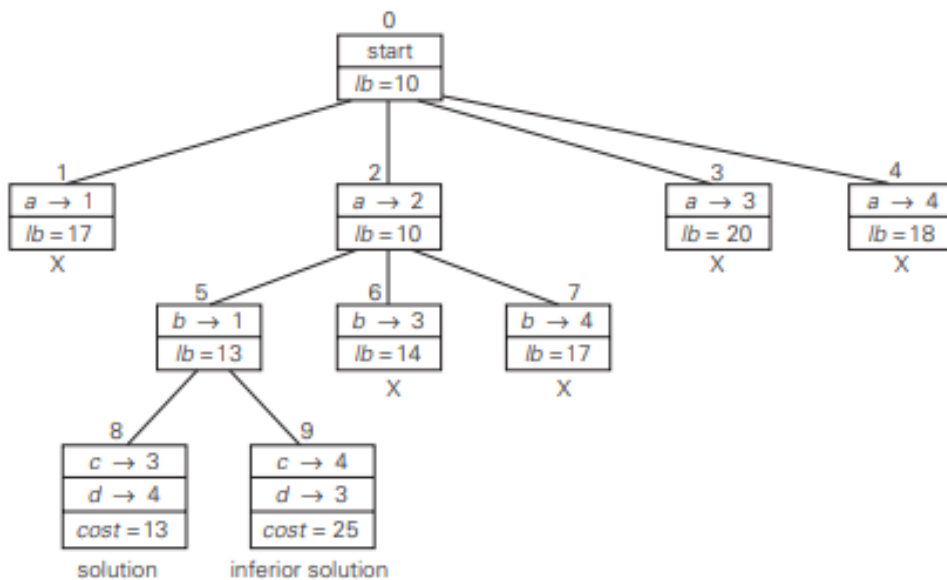 0
start
lb = 10
1
a → 1
lb = 17
X
2
a → 2
lb = 10
3
a → 3
lb = 20
X
4
a → 4
lb = 18
X
5
b → 1
lb = 13
6
b → 3
lb = 14
X
7
b → 4
lb = 17
X
8
c → 3
d → 4
cost = 13
solution
9
c → 4
d → 3
cost = 25
inferior solution